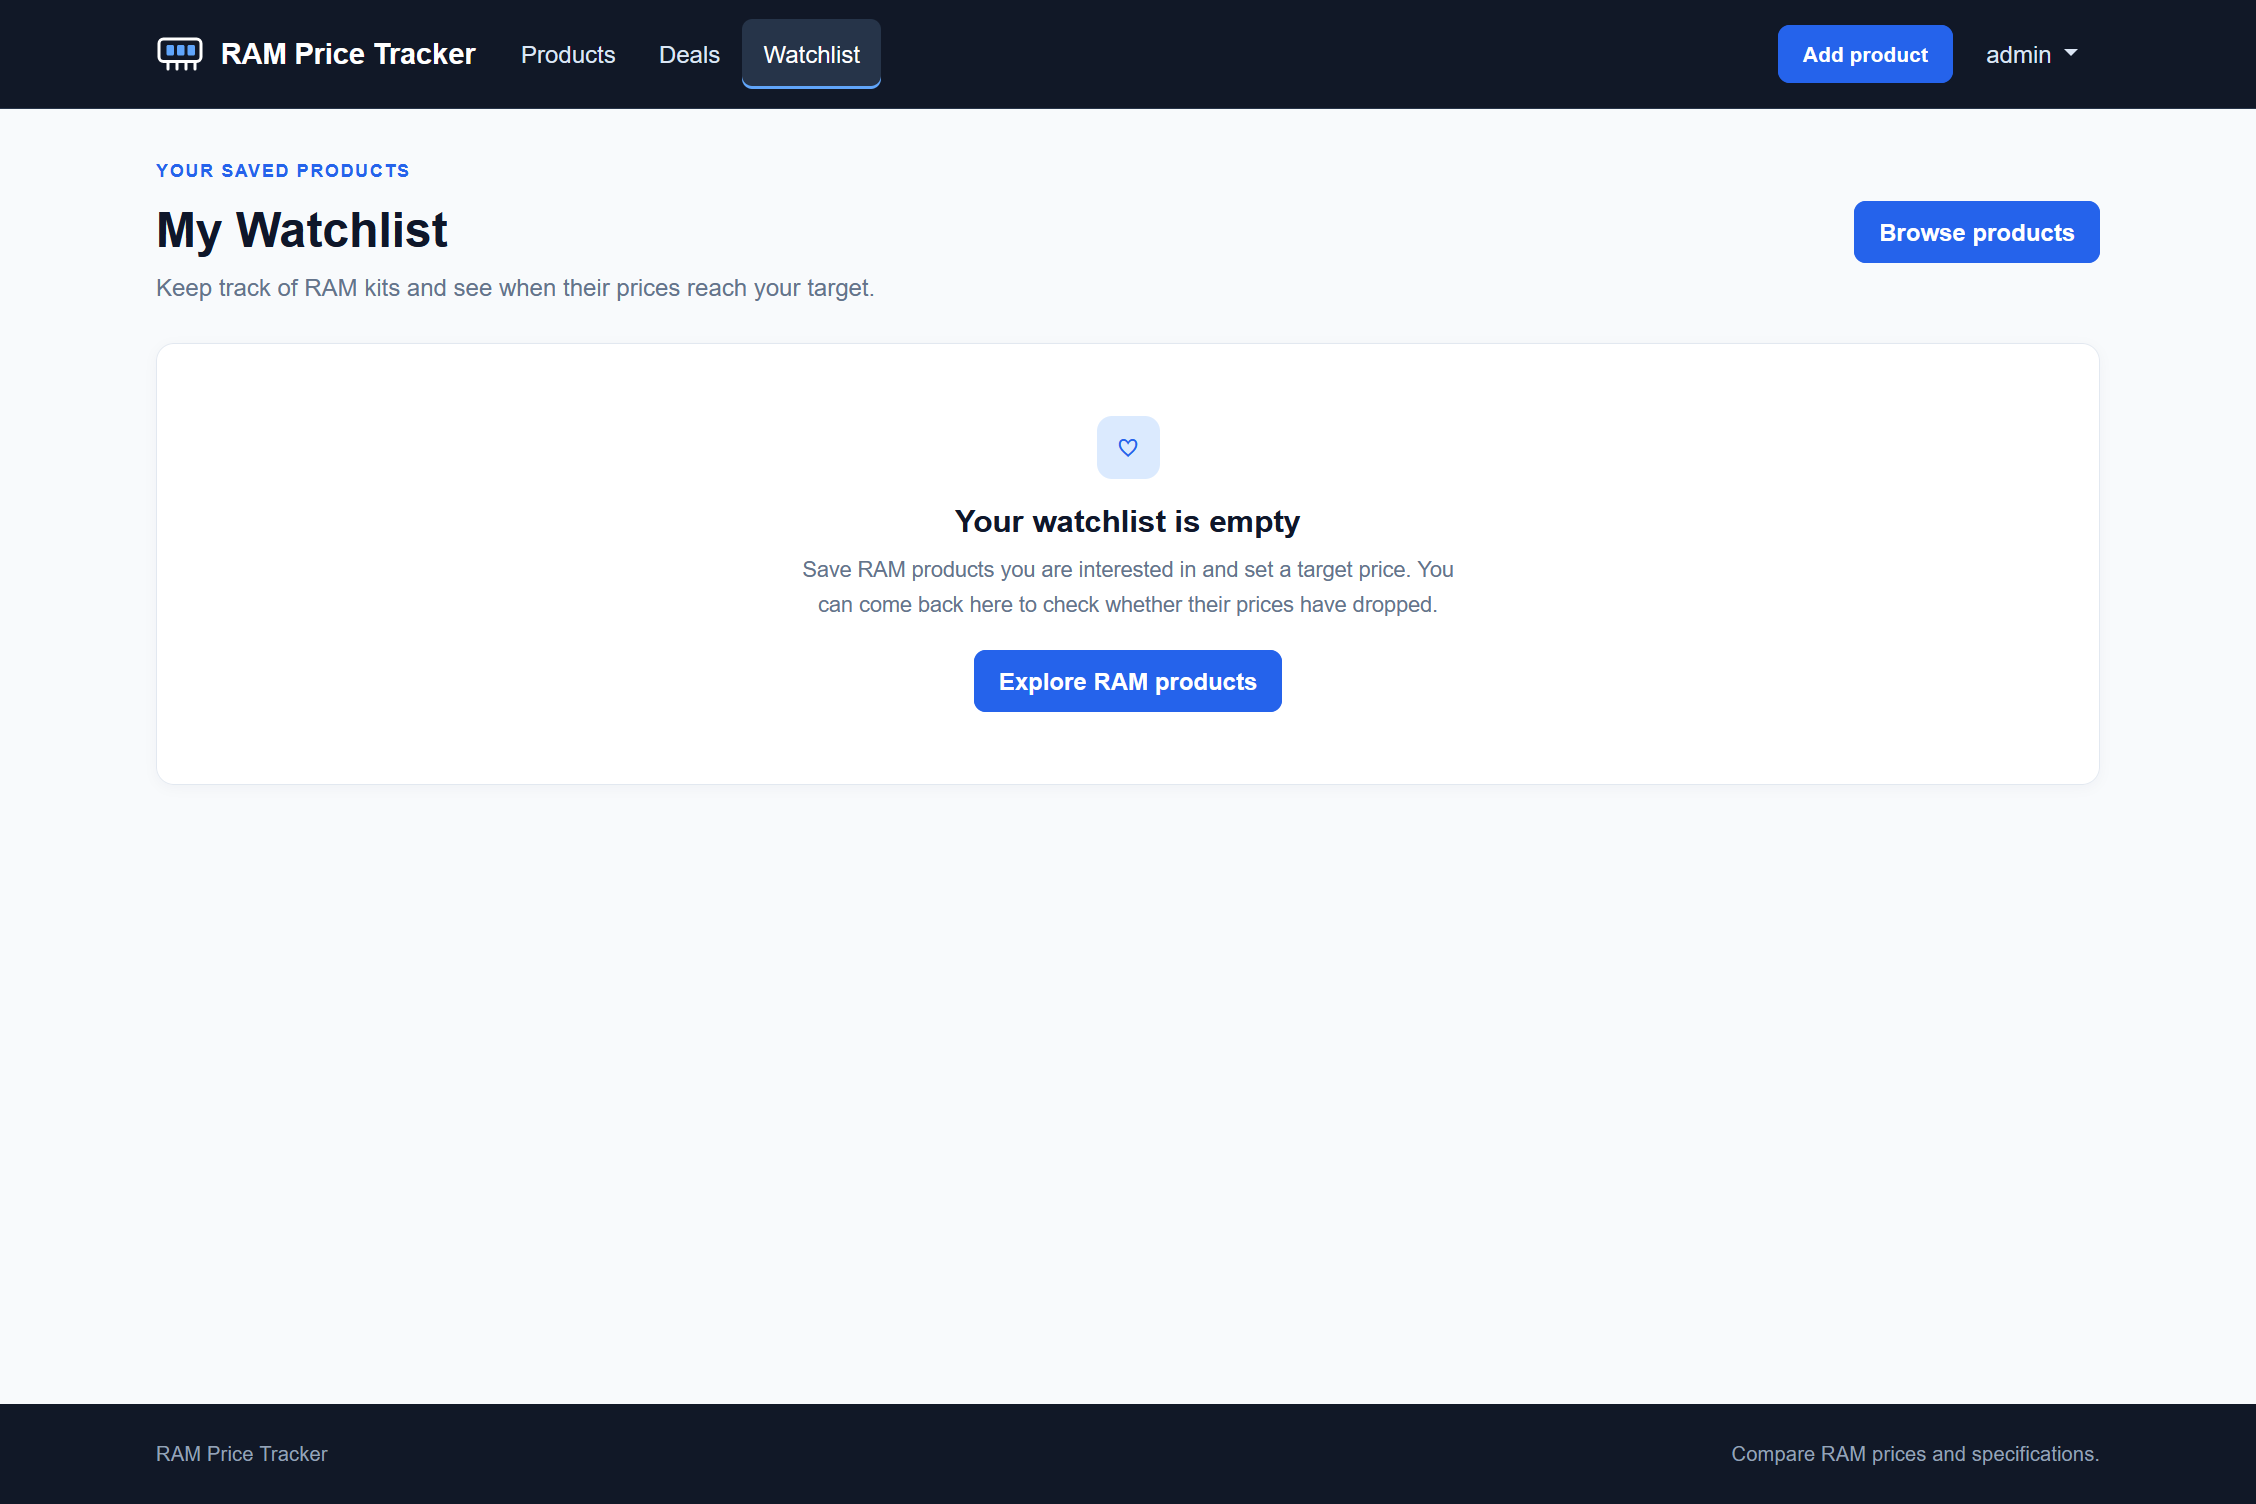 RAM Price Tracker
Products
Deals
Watchlist
Add product
admin
YOUR SAVED PRODUCTS
My Watchlist
Browse products
Keep track of RAM kits and see when their prices reach your target.
Your watchlist is empty
Save RAM products you are interested in and set a target price. You
can come back here to check whether their prices have dropped.
Explore RAM products
RAM Price Tracker
Compare RAM prices and specifications.